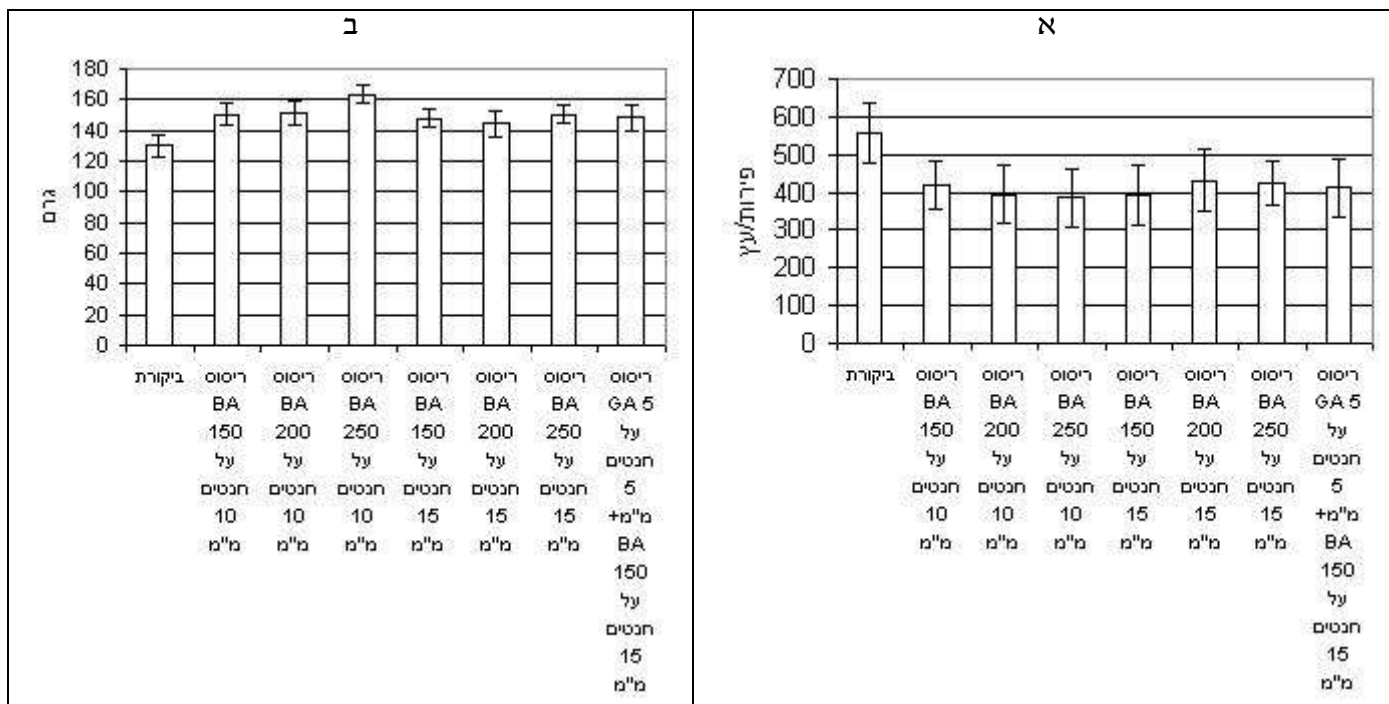 א
700
600
500
400
300
200
100
0
פירות/עץ
ביקורת
ריסוס
BA
150
על
חנטים
10
מ"מ
ריסוס
BA
200
על
חנטים
10
מ"מ
ריסוס
BA
250
על
חנטים
10
מ"מ
ריסוס
BA
150
על
חנטים
15
מ"מ
ריסוס
BA
200
על
חנטים
15
מ"מ
ריסוס
BA
250
על
חנטים
15
מ"מ
ריסוס
GA 5
על
חנטים
5
מ"מ+
BA
150
על
חנטים
15
מ"מ
ב
180
160
140
120
100
80
60
40
20
0
גרם
ביקורת
ריסוס
BA
150
על
חנטים
10
מ"מ
ריסוס
BA
200
על
חנטים
10
מ"מ
ריסוס
BA
250
על
חנטים
10
מ"מ
ריסוס
BA
150
על
חנטים
15
מ"מ
ריסוס
BA
200
על
חנטים
15
מ"מ
ריסוס
BA
250
על
חנטים
15
מ"מ
ריסוס
GA 5
על
חנטים
5
מ"מ+
BA
150
על
חנטים
15
מ"מ